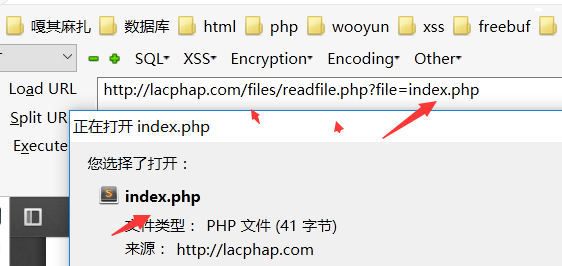 嘎其麻扎 数据库 html php wooyun xss freebuf
SQL▾ XSS▾ Encryption▾ Encoding▾ Other▾
Load URL http://lacphap.com/files/readfile.php?file=index.php
Split UR
Execute
正在打开 index.php
您选择了打开：
index.php
文件类型： PHP 文件 (41 字节)
来源： http://lacphap.com